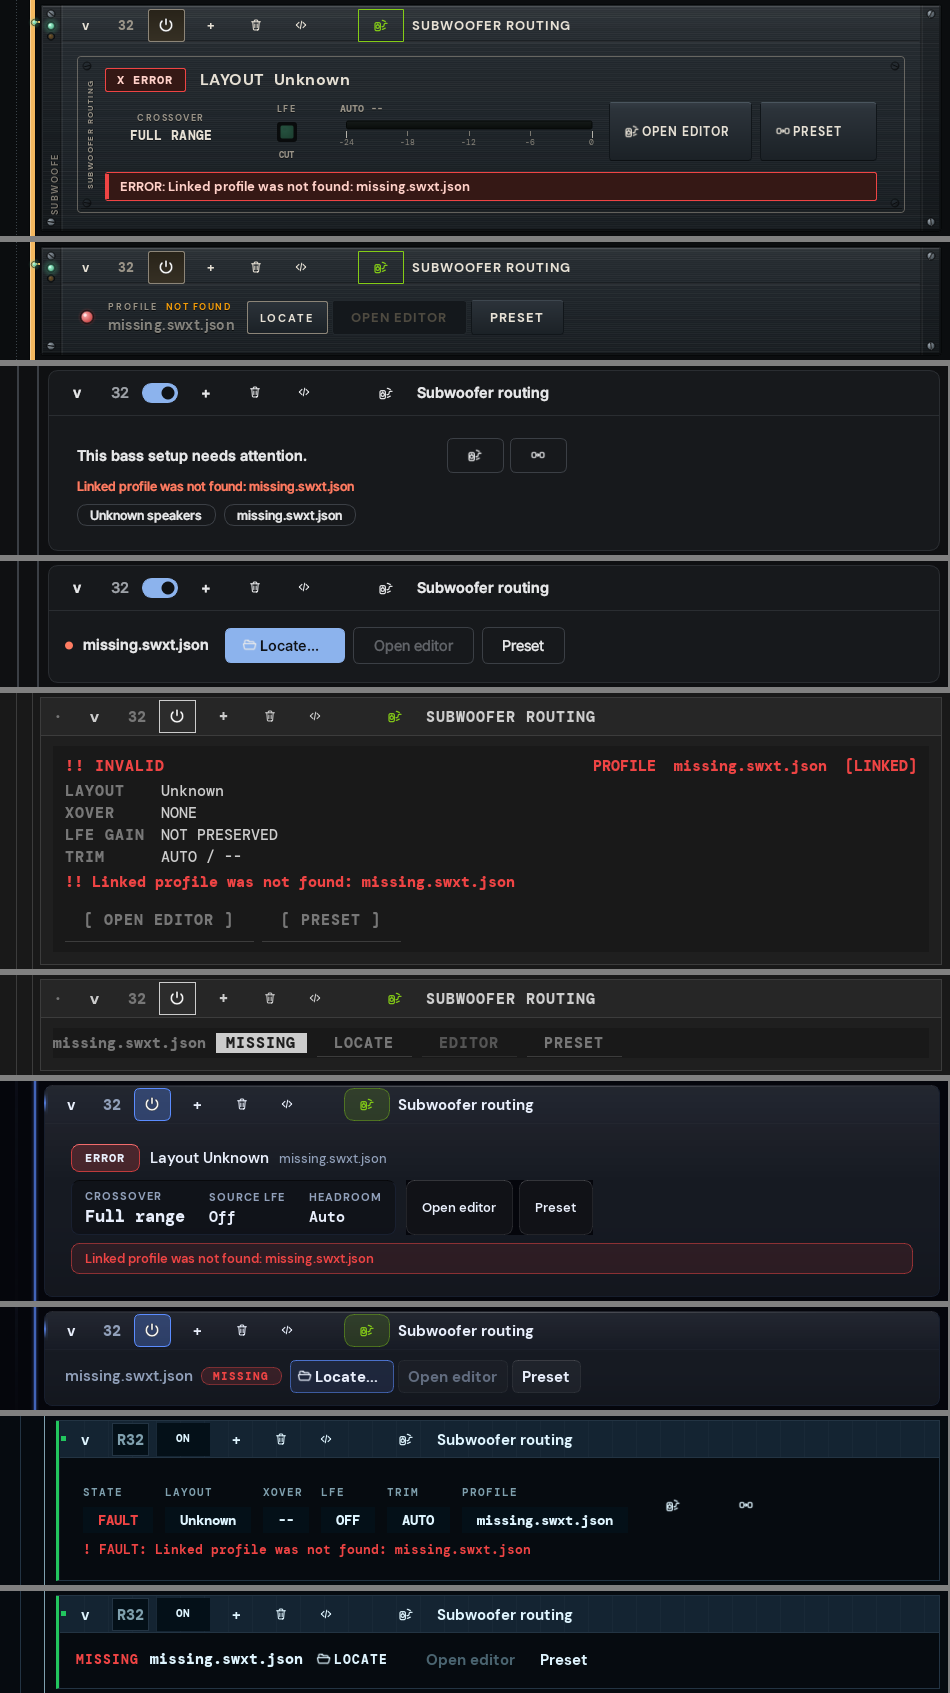 v 32 + </> SUBWOOFER ROUTING
X ERROR LAYOUT Unknown
SUBWOOFER ROUTING
SUBWOOFE
CROSSOVER LFE AUTO --
FULL RANGE OPEN EDITOR PRESET
-24 -18 -12 -6 0
CUT
ERROR: Linked profile was not found: missing.swxt.json
v 32 + </> SUBWOOFER ROUTING
PROFILE NOT FOUND
missing.swxt.json LOCATE OPEN EDITOR PRESET
v 32 + </> Subwoofer routing
This bass setup needs attention.
Linked profile was not found: missing.swxt.json
Unknown speakers missing.swxt.json
v 32 + </> Subwoofer routing
missing.swxt.json Locate... Open editor Preset
v 32 + </> SUBWOOFER ROUTING
!! INVALID PROFILE missing.swxt.json [LINKED]
LAYOUT Unknown
XOVER NONE
LFE GAIN NOT PRESERVED
TRIM AUTO / --
!! Linked profile was not found: missing.swxt.json
[ OPEN EDITOR ] [ PRESET ]
v 32 + </> SUBWOOFER ROUTING
missing.swxt.json MISSING LOCATE EDITOR PRESET
v 32 + </> Subwoofer routing
ERROR Layout Unknown missing.swxt.json
CROSSOVER SOURCE LFE HEADROOM
Full range Off Auto Open editor Preset
Linked profile was not found: missing.swxt.json
v 32 + </> Subwoofer routing
missing.swxt.json MISSING Locate... Open editor Preset
v R32 ON + </> Subwoofer routing
STATE LAYOUT XOVER LFE TRIM PROFILE
FAULT Unknown -- OFF AUTO missing.swxt.json
! FAULT: Linked profile was not found: missing.swxt.json
v R32 ON + </> Subwoofer routing
MISSING missing.swxt.json LOCATE Open editor Preset